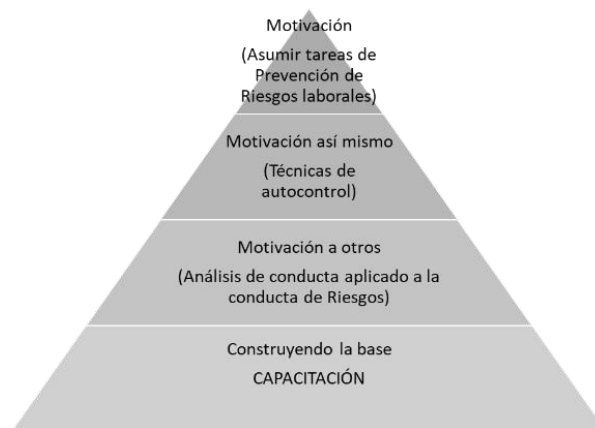 Motivación
(Asumir tareas de
Prevención de
Riesgos laborales)
Motivación así mismo
(Técnicas de
autocontrol)
Motivación a otros
(Análisis de conducta aplicado a la
conducta de Riesgos)
Construyendo la base
CAPACITACIÓN